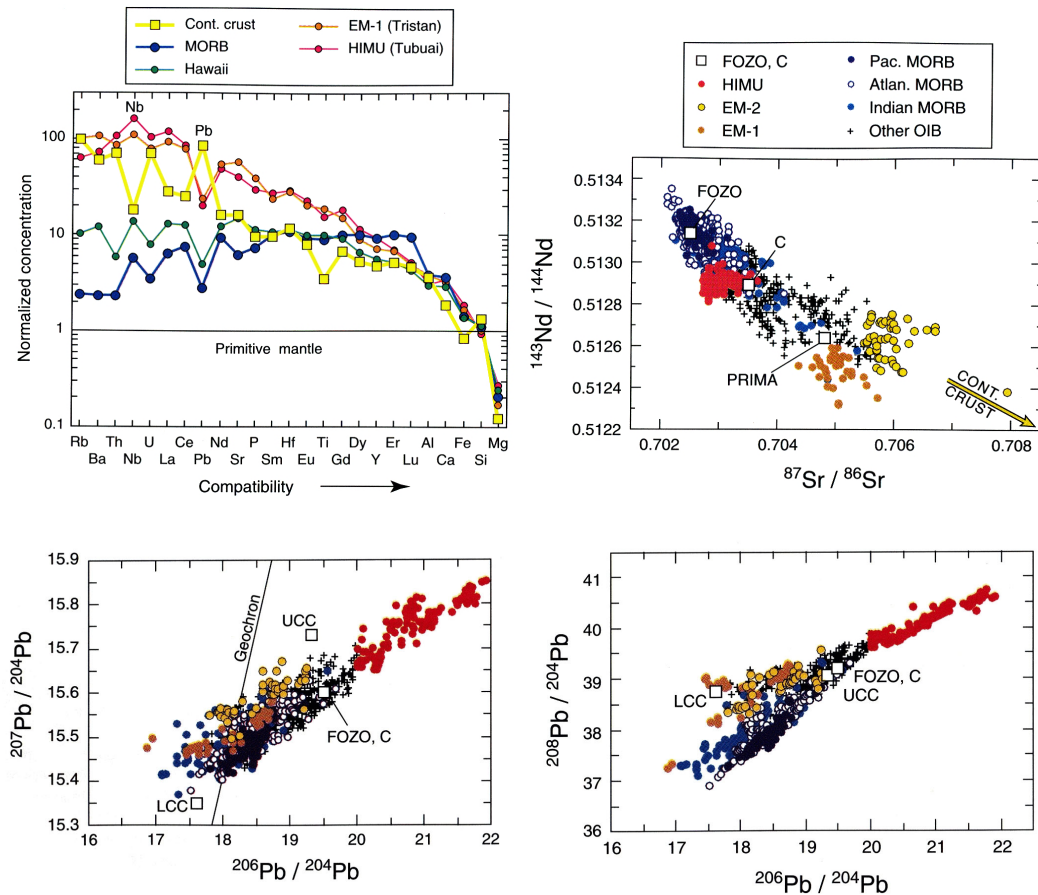 Cont. crust
MORB
Hawaii
EM-1 (Tristan)
HIMU (Tubuai)
Normalized concentration
100
10
1
0.1
Nb
Pb
Primitive mantle
Rb Th U Ce Nd P Hf Ti Dy Er Al Fe Mg
Ba Nb La Pb Sr Sm Eu Gd Y Lu Ca Si
Compatibility
FOZO, C
HIMU
EM-2
EM-1
Pac. MORB
Atlan. MORB
Indian MORB
Other OIB
143Nd / 144Nd
0.5134
0.5132
0.5130
0.5128
0.5126
0.5124
0.5122
FOZO
C
PRIMA
CONT.
CRUST
0.702 0.704 0.706 0.708
87Sr / 86Sr
207Pb / 204Pb
15.9
15.8
15.7
15.6
15.5
15.4
15.3
Geochron
UCC
FOZO, C
LCC
16 17 18 19 20 21 22
206Pb / 204Pb
208Pb / 204Pb
41
40
39
38
37
36
LCC
FOZO, C
UCC
16 17 18 19 20 21 22
206Pb / 204Pb